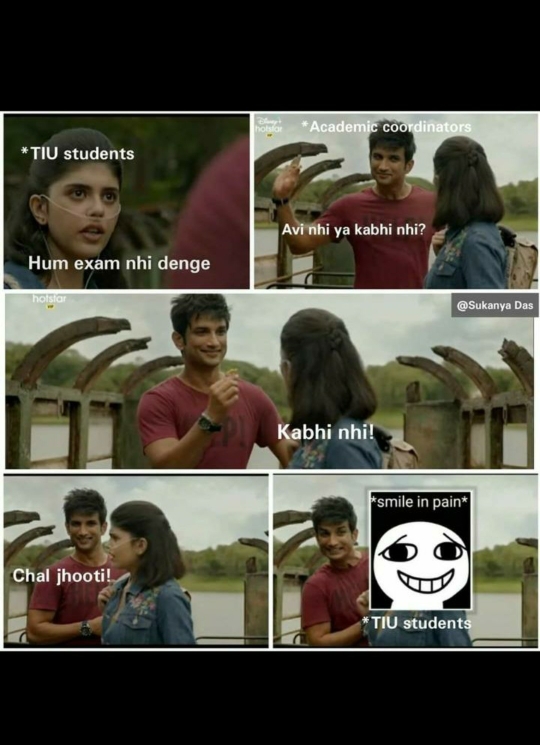 *TIU students
Hum exam nhi denge
Disney+
hotstar
*Academic coordinators
Avi nhi ya kabhi nhi?
hotstar
@Sukanya Das
Kabhi nhi!
Chal jhooti!
*smile in pain*
*TIU students